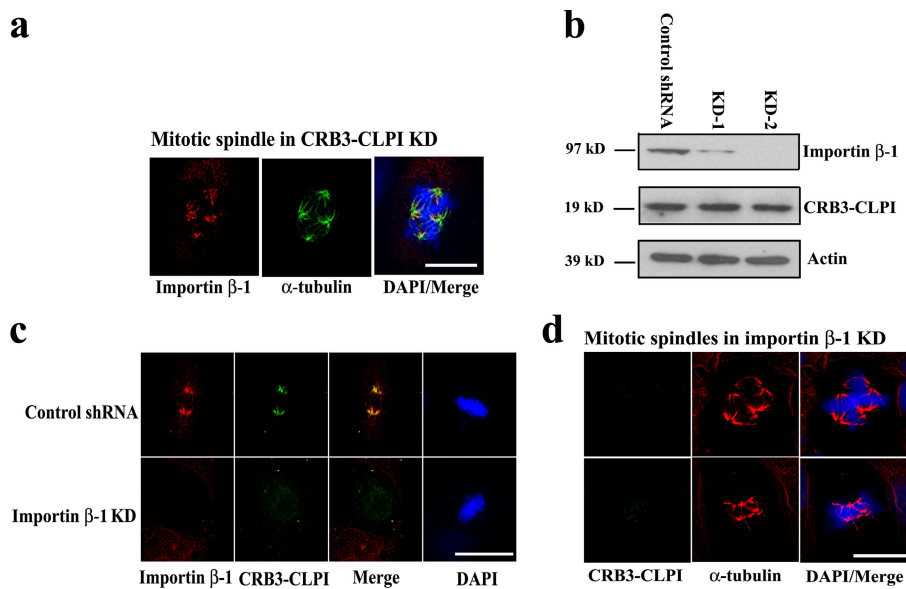 a
Mitotic spindle in CRB3-CLPI KD
Importin β-1
α-tubulin
DAPI/Merge
b
Control shRNA
KD-1
KD-2
97 kD
Importin β-1
19 kD
CRB3-CLPI
39 kD
Actin
c
Control shRNA
Importin β-1 KD
Importin β-1
CRB3-CLPI
Merge
DAPI
d
Mitotic spindles in importin β-1 KD
CRB3-CLPI
α-tubulin
DAPI/Merge